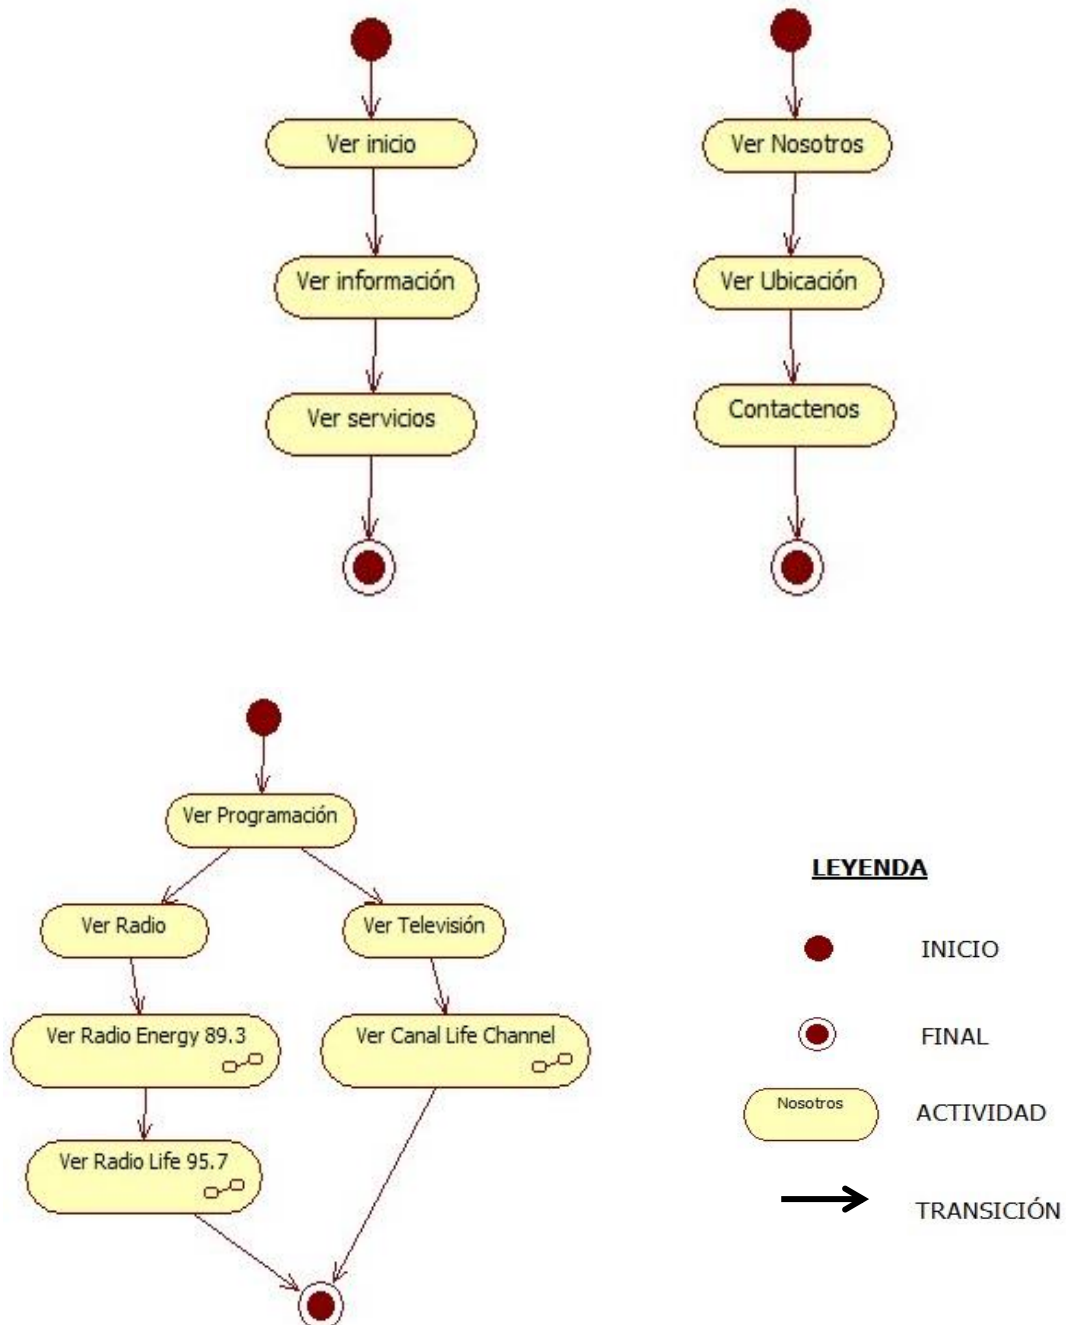 Ver inicio
Ver información
Ver servicios
Ver Nosotros
Ver Ubicación
Contactenos
Ver Programación
Ver Radio
Ver Televisión
Ver Radio Energy 89.3
Ver Canal Life Channel
Ver Radio Life 95.7
LEYENDA
INICIO
FINAL
Nosotros
ACTIVIDAD
TRANSICIÓN